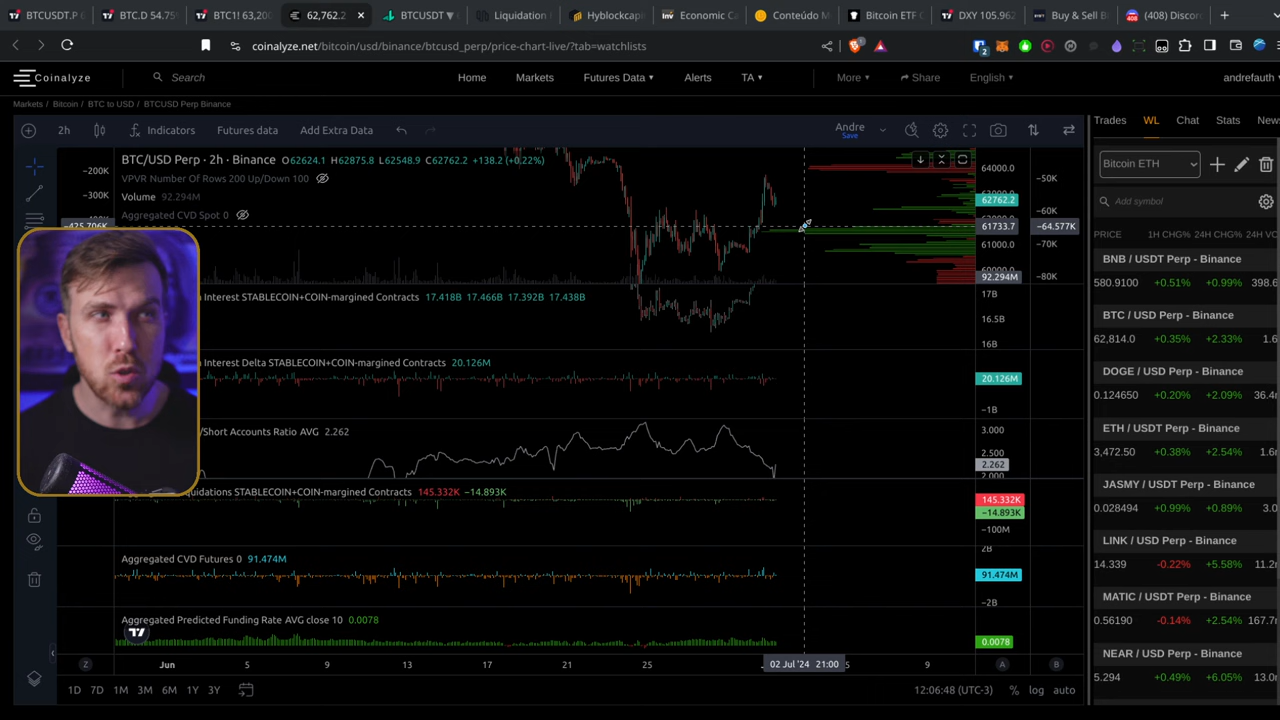 BTCUSDT.P 6
BTC.D 54.75
BTC1! 63,200
62,762.2
BTCUSDT ▼
Liquidation
Hyblockcap
Economic Ca
Conteúdo M
Bitcoin ETF
DXY 105.962
Buy & Sell B
(408) Discor
coinalyze.net/bitcoin/usd/binance/btcusd_perp/price-chart-live/?tab=watchlists
Coinalyze
Search
Home
Markets
Futures Data
Alerts
TA
More
Share
English
andrefauth
Markets / Bitcoin / BTC to USD / BTCUSD Perp Binance
2h
Indicators
Futures data
Add Extra Data
Andre
Save
Trades
WL
Chat
Stats
News
BTC/USD Perp · 2h · Binance O62624.1 H62875.8 L62548.9 C62762.2 +138.2 (+0.22%)
VPVR Number Of Rows 200 Up/Down 100
Volume 92.294M
Aggregated CVD Spot 0
−200K
−300K
−425.706K
64000.0
62762.2
61733.7
61000.0
92.294M
−50K
−60K
−64.577K
−70K
−80K
Interest STABLECOIN+COIN-margined Contracts 17.418B 17.466B 17.392B 17.438B
17B
16.5B
16B
Interest Delta STABLECOIN+COIN-margined Contracts 20.126M
20.126M
−1B
/Short Accounts Ratio AVG 2.262
3.000
2.500
2.262
2.000
quidations STABLECOIN+COIN-margined Contracts 145.332K −14.893K
145.332K
−14.893K
−100M
Aggregated CVD Futures 0 91.474M
2B
91.474M
−2B
Aggregated Predicted Funding Rate AVG close 10 0.0078
0.0078
Z
Jun
5
9
13
17
21
25
02 Jul '24 21:00
5
9
A
B
1D
7D
1M
3M
6M
1Y
3Y
12:06:48 (UTC-3)
%
log
auto
Bitcoin ETH
Add symbol
PRICE 1H CHG% 24H CHG% 24H VO
BNB / USDT Perp - Binance
580.9100 +0.51% +0.99% 398.6
BTC / USD Perp - Binance
62,814.0 +0.35% +2.33% 1.6
DOGE / USD Perp - Binance
0.124650 +0.20% +2.09% 36.4
ETH / USD Perp - Binance
3,472.50 +0.38% +2.54% 1.6
JASMY / USDT Perp - Binance
0.028494 +0.99% +0.89% 3.0
LINK / USD Perp - Binance
14.339 -0.22% +5.58% 11.2
MATIC / USDT Perp - Binance
0.56190 -0.14% +2.54% 167.7
NEAR / USD Perp - Binance
5.294 +0.49% +6.05% 13.0